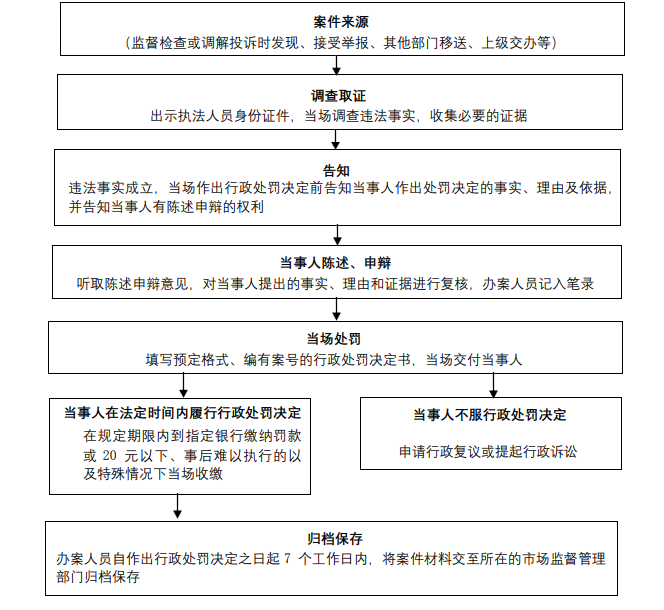 案件来源
（监督检查或调解投诉时发现、接受举报、其他部门移送、上级交办等）
调查取证
出示执法人员身份证件，当场调查违法事实，收集必要的证据
告知
违法事实成立，当场作出行政处罚决定前告知当事人作出处罚决定的事实、理由及依据，
并告知当事人有陈述申辩的权利
当事人陈述、申辩
听取陈述申辩意见，对当事人提出的事实、理由和证据进行复核，办案人员记入笔录
当场处罚
填写预定格式、编有案号的行政处罚决定书，当场交付当事人
当事人在法定时间内履行行政处罚决定
在规定期限内到指定银行缴纳罚款
或 20 元以下、事后难以执行的以
及特殊情况下当场收缴
当事人不服行政处罚决定
申请行政复议或提起行政诉讼
归档保存
办案人员自作出行政处罚决定之日起 7 个工作日内，将案件材料交至所在的市场监督管理
部门归档保存